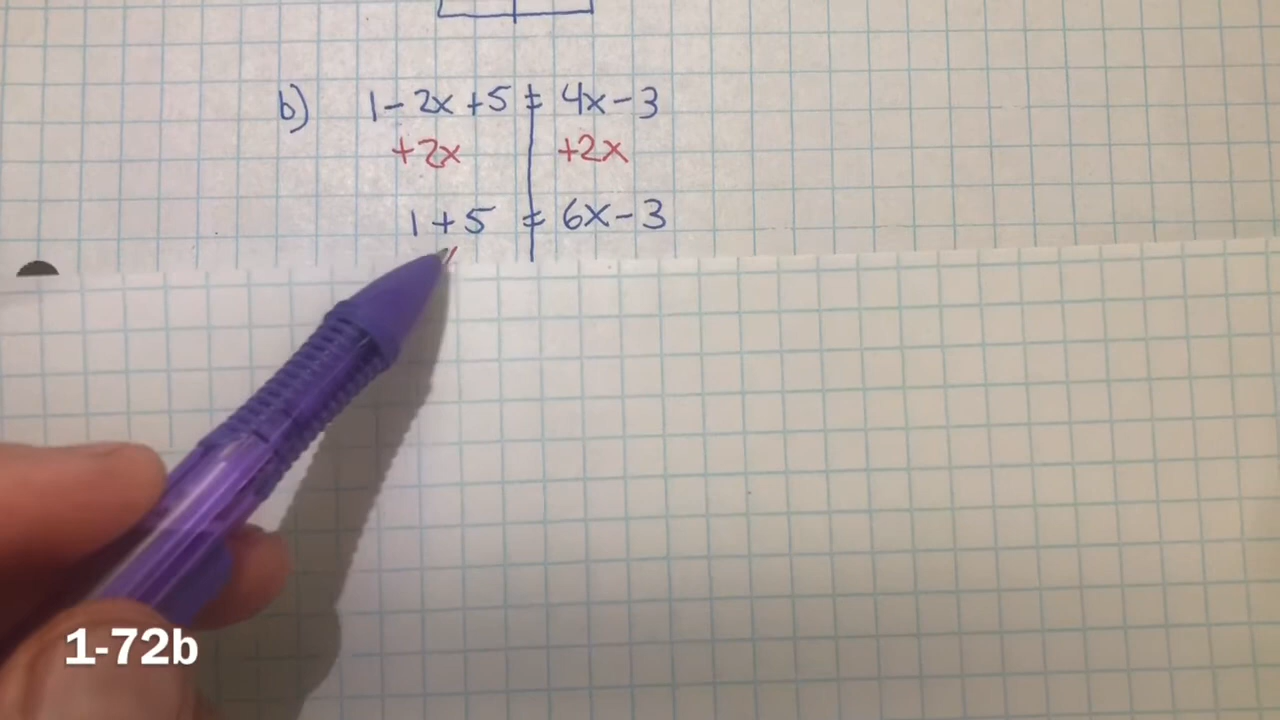 b) 1 - 2x + 5 = 4x - 3
+2x +2x
1 + 5 = 6x - 3
1-72b